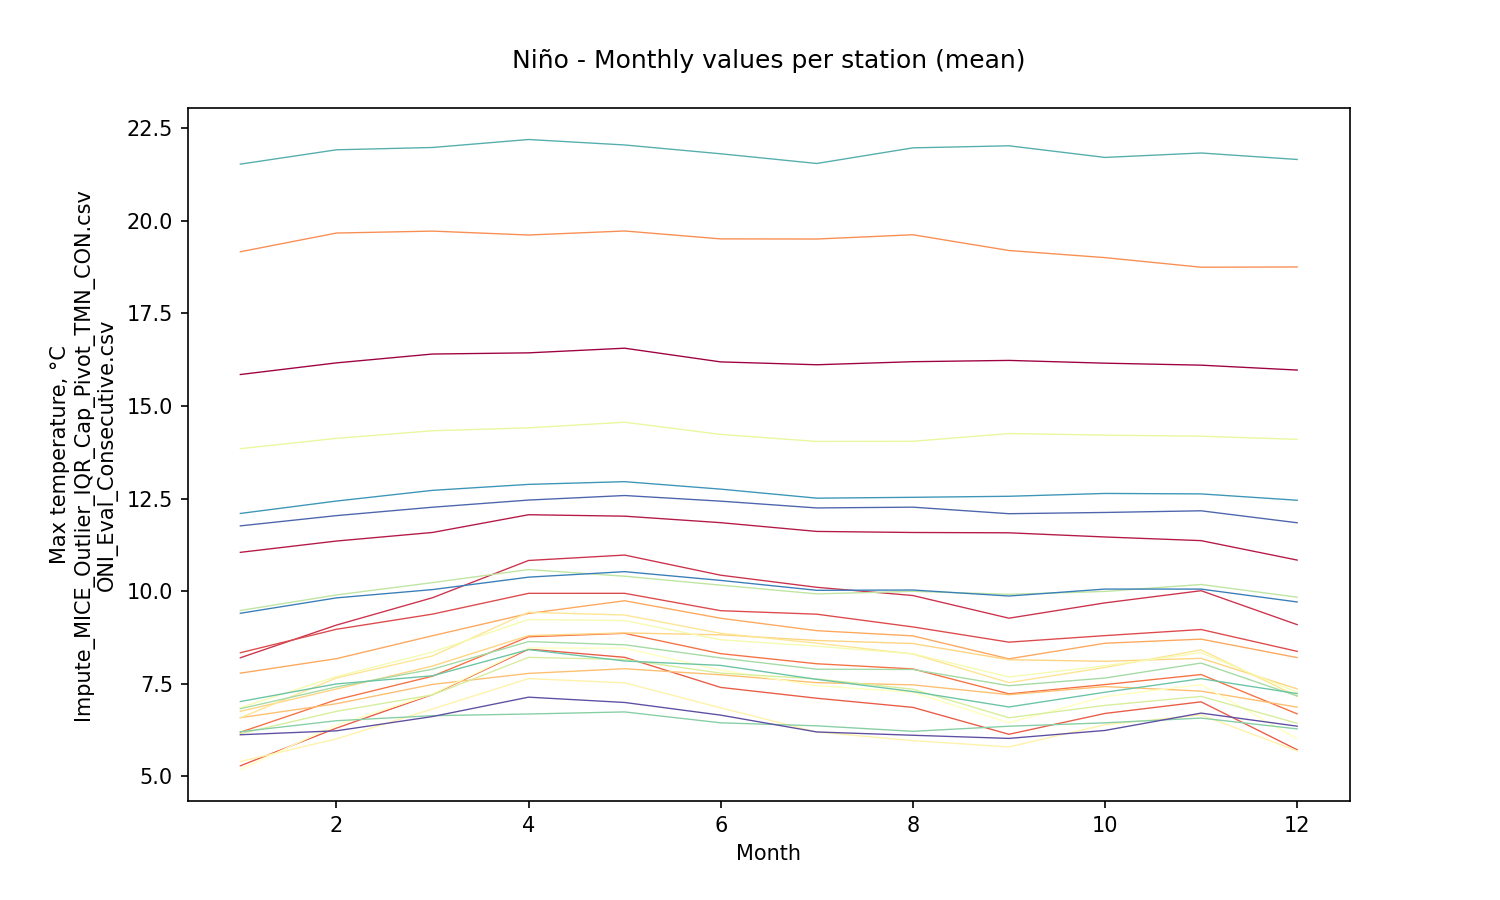 Niño - Monthly values per station (mean)
Max temperature, °C
Impute_MICE_Outlier_IQR_Cap_Pivot_TMN_CON.csv
ONI_Eval_Consecutive.csv
22.5
20.0
17.5
15.0
12.5
10.0
7.5
5.0
2 4 6 8 10 12
Month